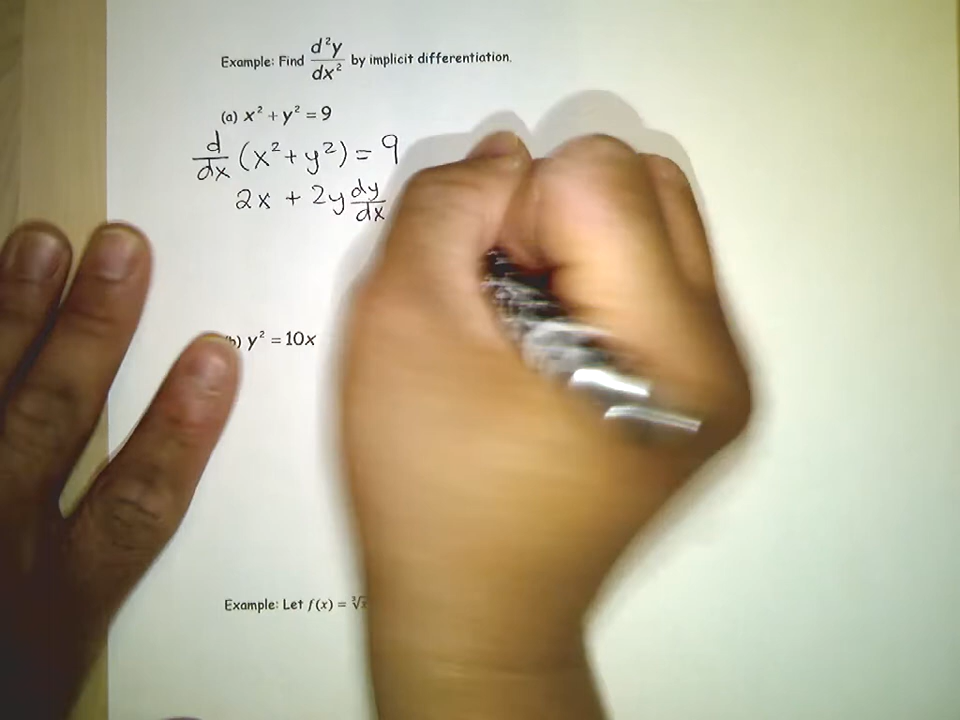 Example: Find d²y/dx² by implicit differentiation.
(a) x² + y² = 9
d/dx (x² + y²) = 9
2x + 2y dy/dx
(b) y² = 10x
Example: Let f(x) = ∛